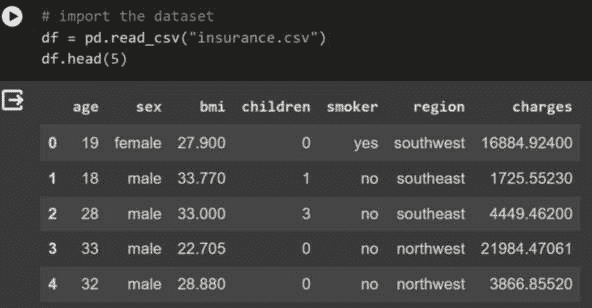 # import the dataset
df = pd.read_csv("insurance.csv")
df.head(5)
age sex bmi children smoker region charges
0 19 female 27.900 0 yes southwest 16884.92400
1 18 male 33.770 1 no southeast 1725.55230
2 28 male 33.000 3 no southeast 4449.46200
3 33 male 22.705 0 no northwest 21984.47061
4 32 male 28.880 0 no northwest 3866.85520